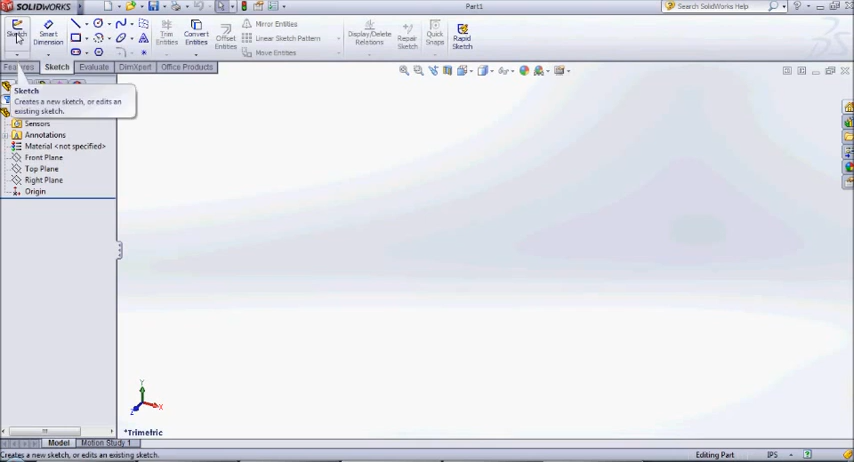 SOLIDWORKS
Part1
Search SolidWorks Help
Sketch
Smart Dimension
Trim Entities
Convert Entities
Offset Entities
Mirror Entities
Linear Sketch Pattern
Move Entities
Display/Delete Relations
Repair Sketch
Quick Snaps
Rapid Sketch
Features
Sketch
Evaluate
DimXpert
Office Products
Sketch
Creates a new sketch, or edits an
existing sketch.
Sensors
Annotations
Material <not specified>
Front Plane
Top Plane
Right Plane
Origin
Y
X
Z
*Trimetric
Model
Motion Study 1
Creates a new sketch, or edits an existing sketch.
Editing Part
IPS